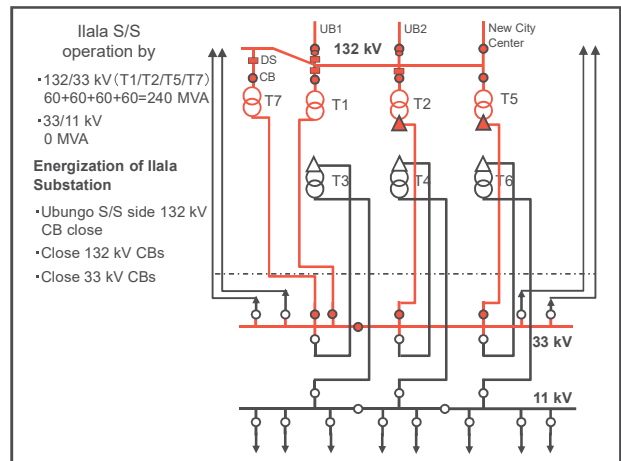 Ilala S/S
operation by
・132/33 kV (T1/T2/T5/T7)
60+60+60+60=240 MVA
・33/11 kV
0 MVA
Energization of Ilala
Substation
・Ubungo S/S side 132 kV
CB close
・Close 132 kV CBs
・Close 33 kV CBs
UB1
UB2
New City
Center
132 kV
DS
CB
T7
T1
T2
T5
T3
T4
T6
33 kV
11 kV